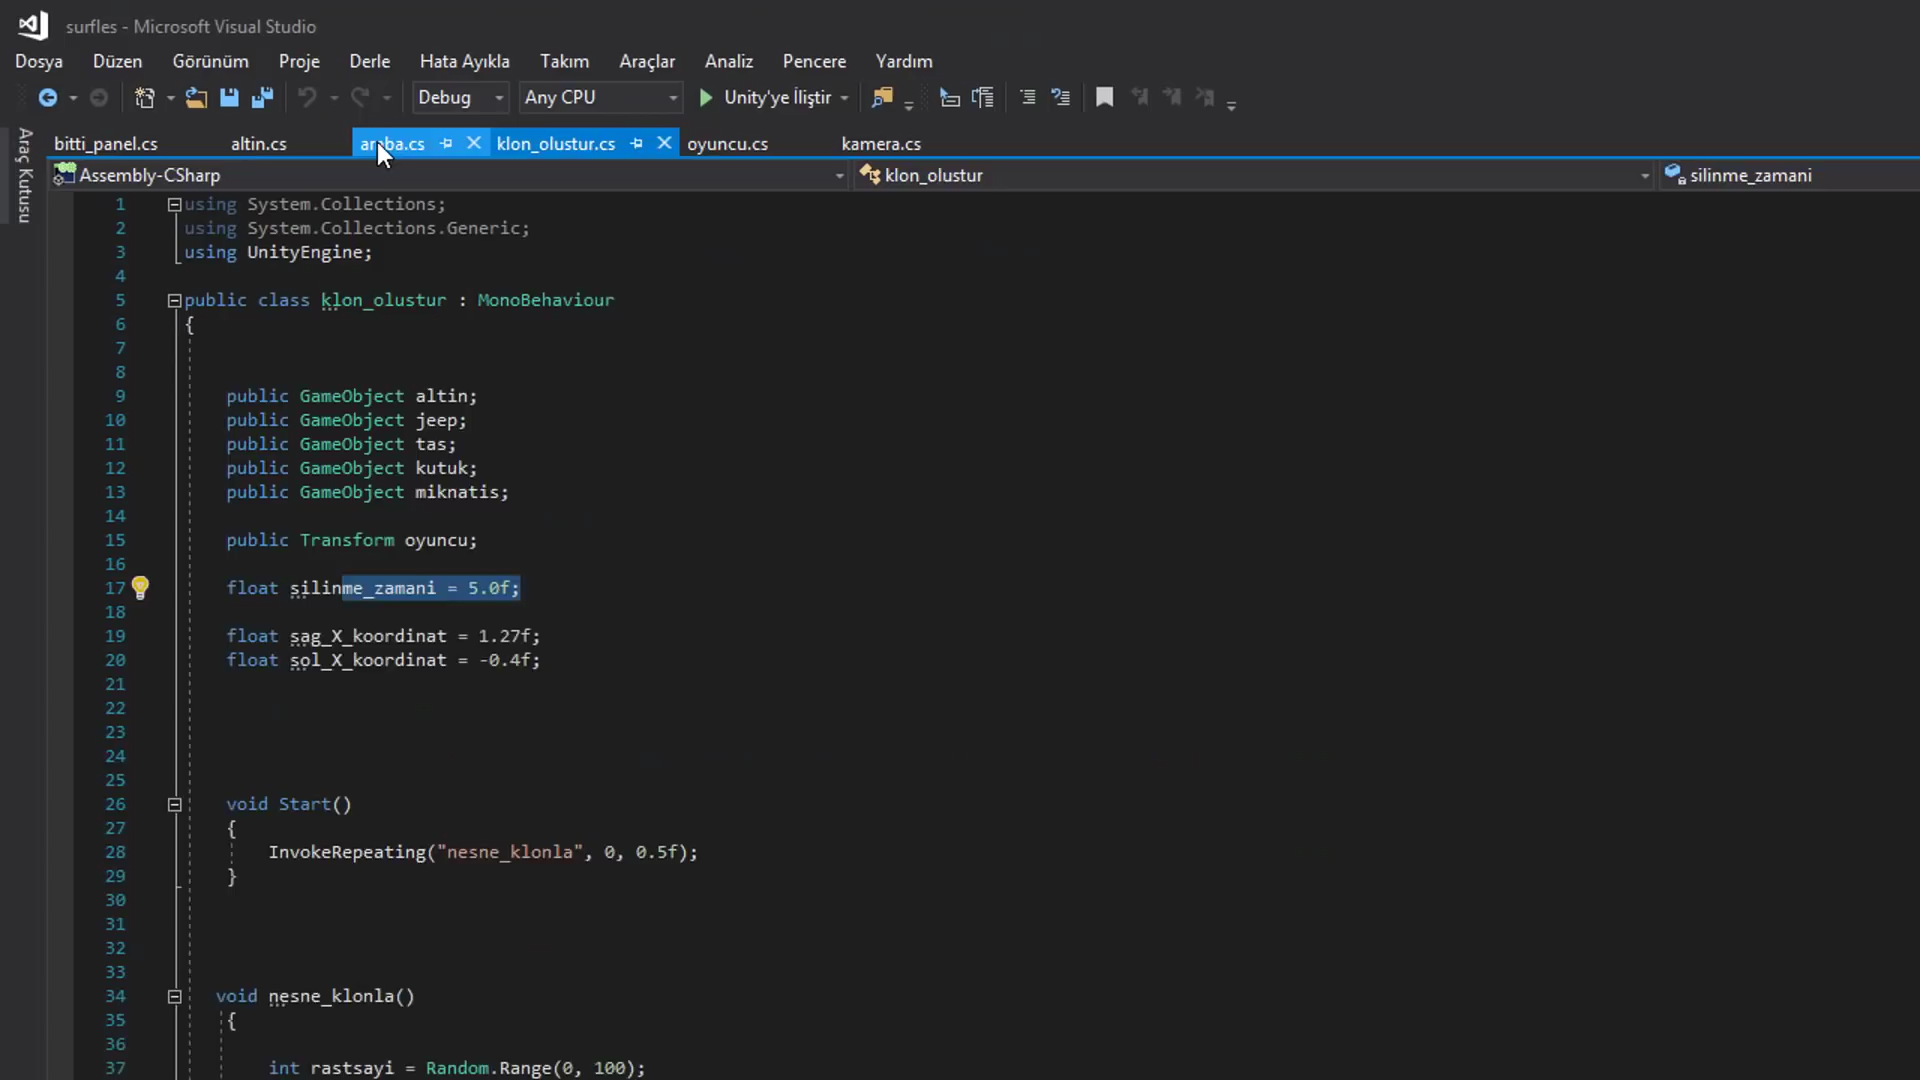 surfles - Microsoft Visual Studio
Dosya Düzen Görünüm Proje Derle Hata Ayıkla Takım Araçlar Analiz Pencere Yardım
Debug Any CPU Unity'ye İliştir
Araç Kutusu
bitti_panel.cs altin.cs klon_olustur.cs oyuncu.cs kamera.cs
Assembly-CSharp klon_olustur silinme_zamani
1 using System.Collections;
2 using System.Collections.Generic;
3 using UnityEngine;
4
5 public class klon_olustur : MonoBehaviour
6 {
7
8
9 public GameObject altin;
10 public GameObject jeep;
11 public GameObject tas;
12 public GameObject kutuk;
13 public GameObject miknatis;
14
15 public Transform oyuncu;
16
17 float silinme_zamani = 5.0f;
18
19 float sag_X_koordinat = 1.27f;
20 float sol_X_koordinat = -0.4f;
21
22
23
24
25
26 void Start()
27 {
28 InvokeRepeating("nesne_klonla", 0, 0.5f);
29 }
30
31
32
33
34 void nesne_klonla()
35 {
36
37 int rastsayi = Random.Range(0, 100);